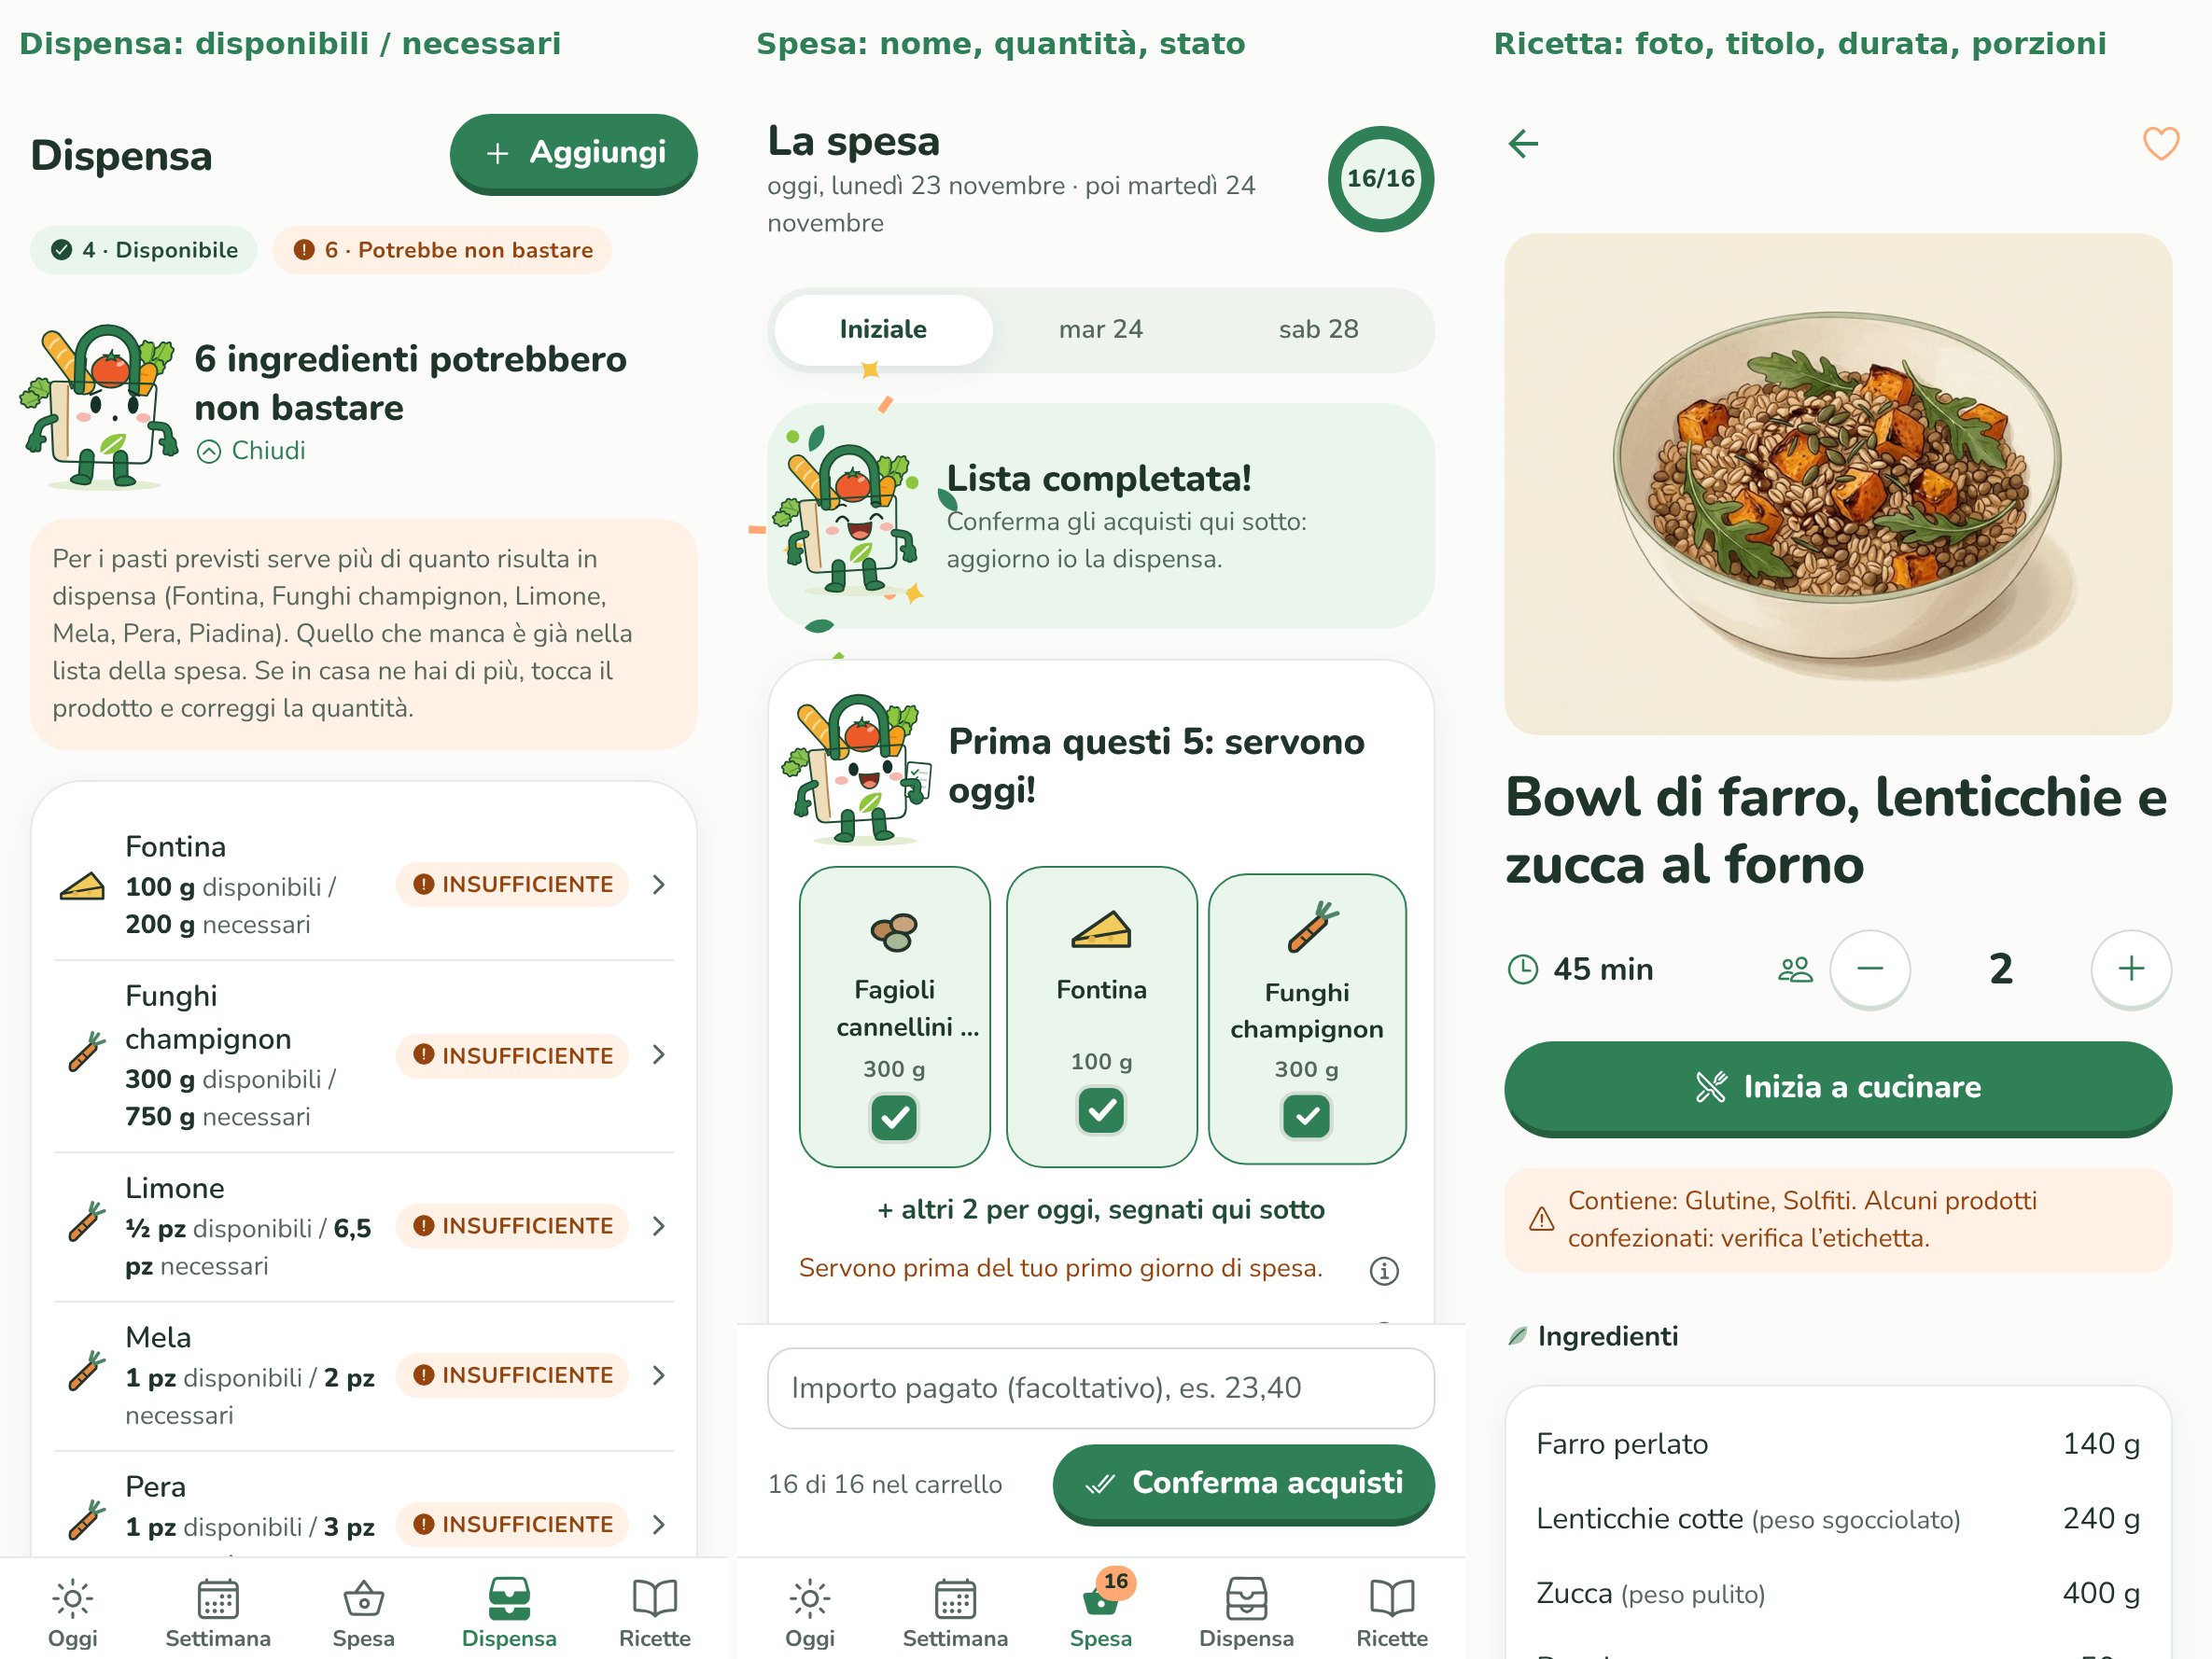 Dispensa: disponibili / necessari
Dispensa
+ Aggiungi
4 · Disponibile
6 · Potrebbe non bastare
6 ingredienti potrebbero
non bastare
Chiudi
Per i pasti previsti serve più di quanto risulta in
dispensa (Fontina, Funghi champignon, Limone,
Mela, Pera, Piadina). Quello che manca è già nella
lista della spesa. Se in casa ne hai di più, tocca il
prodotto e correggi la quantità.
Fontina
100 g disponibili /
200 g necessari
INSUFFICIENTE
Funghi
champignon
300 g disponibili /
750 g necessari
INSUFFICIENTE
Limone
½ pz disponibili / 6,5
pz necessari
INSUFFICIENTE
Mela
1 pz disponibili / 2 pz
necessari
INSUFFICIENTE
Pera
1 pz disponibili / 3 pz
INSUFFICIENTE
Oggi
Settimana
Spesa
Dispensa
Ricette
Spesa: nome, quantità, stato
La spesa
oggi, lunedì 23 novembre · poi martedì 24
novembre
16/16
Iniziale
mar 24
sab 28
Lista completata!
Conferma gli acquisti qui sotto:
aggiorno io la dispensa.
Prima questi 5: servono
oggi!
Fagioli
cannellini ...
300 g
Fontina
100 g
Funghi
champignon
300 g
+ altri 2 per oggi, segnati qui sotto
Servono prima del tuo primo giorno di spesa.
Importo pagato (facoltativo), es. 23,40
16 di 16 nel carrello
Conferma acquisti
Oggi
Settimana
16
Spesa
Dispensa
Ricette
Ricetta: foto, titolo, durata, porzioni
Bowl di farro, lenticchie e
zucca al forno
45 min
2
Inizia a cucinare
Contiene: Glutine, Solfiti. Alcuni prodotti
confezionati: verifica l’etichetta.
Ingredienti
Farro perlato
140 g
Lenticchie cotte (peso sgocciolato)
240 g
Zucca (peso pulito)
400 g